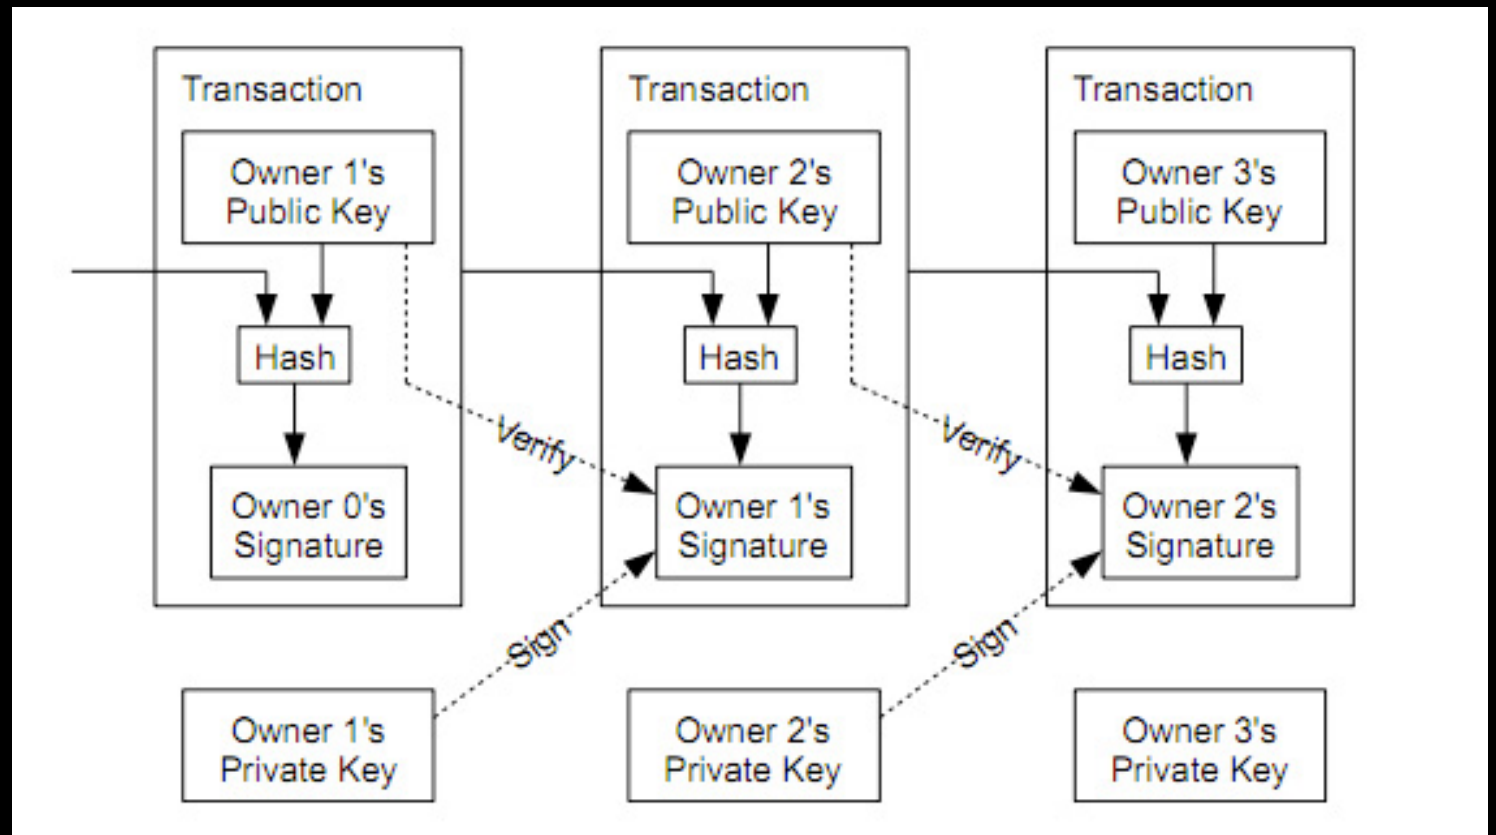 Transaction
Owner 1's
Public Key
Hash
Owner 0's
Signature
Transaction
Owner 2's
Public Key
Hash
Owner 1's
Signature
Transaction
Owner 3's
Public Key
Hash
Owner 2's
Signature
Verify
Verify
Sign
Sign
Owner 1's
Private Key
Owner 2's
Private Key
Owner 3's
Private Key